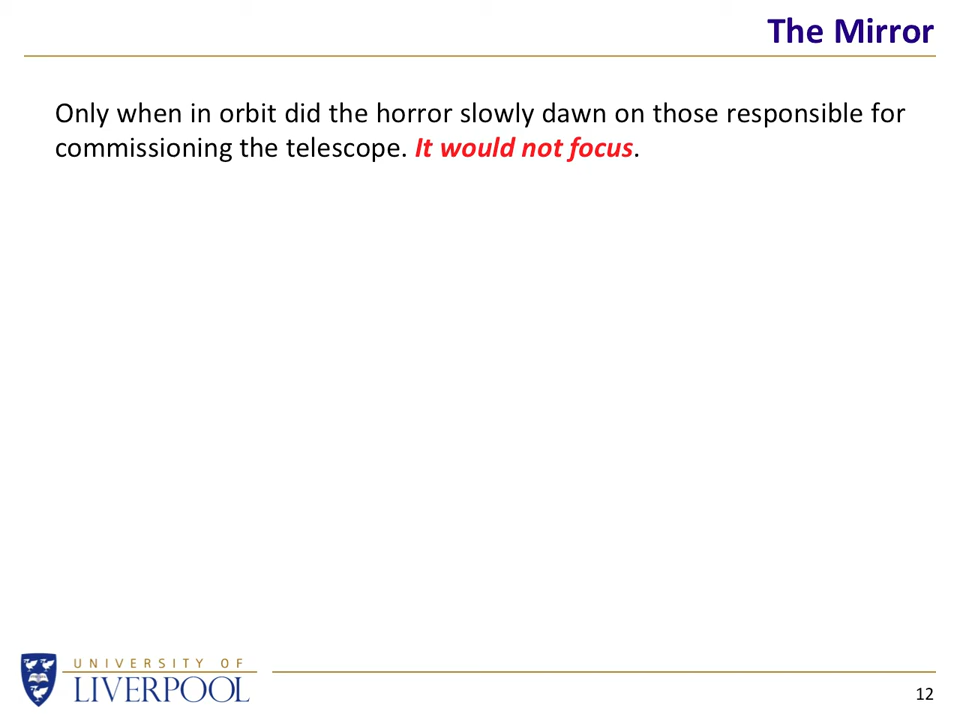 The Mirror
Only when in orbit did the horror slowly dawn on those responsible for
commissioning the telescope. It would not focus.
UNIVERSITY OF
LIVERPOOL
12